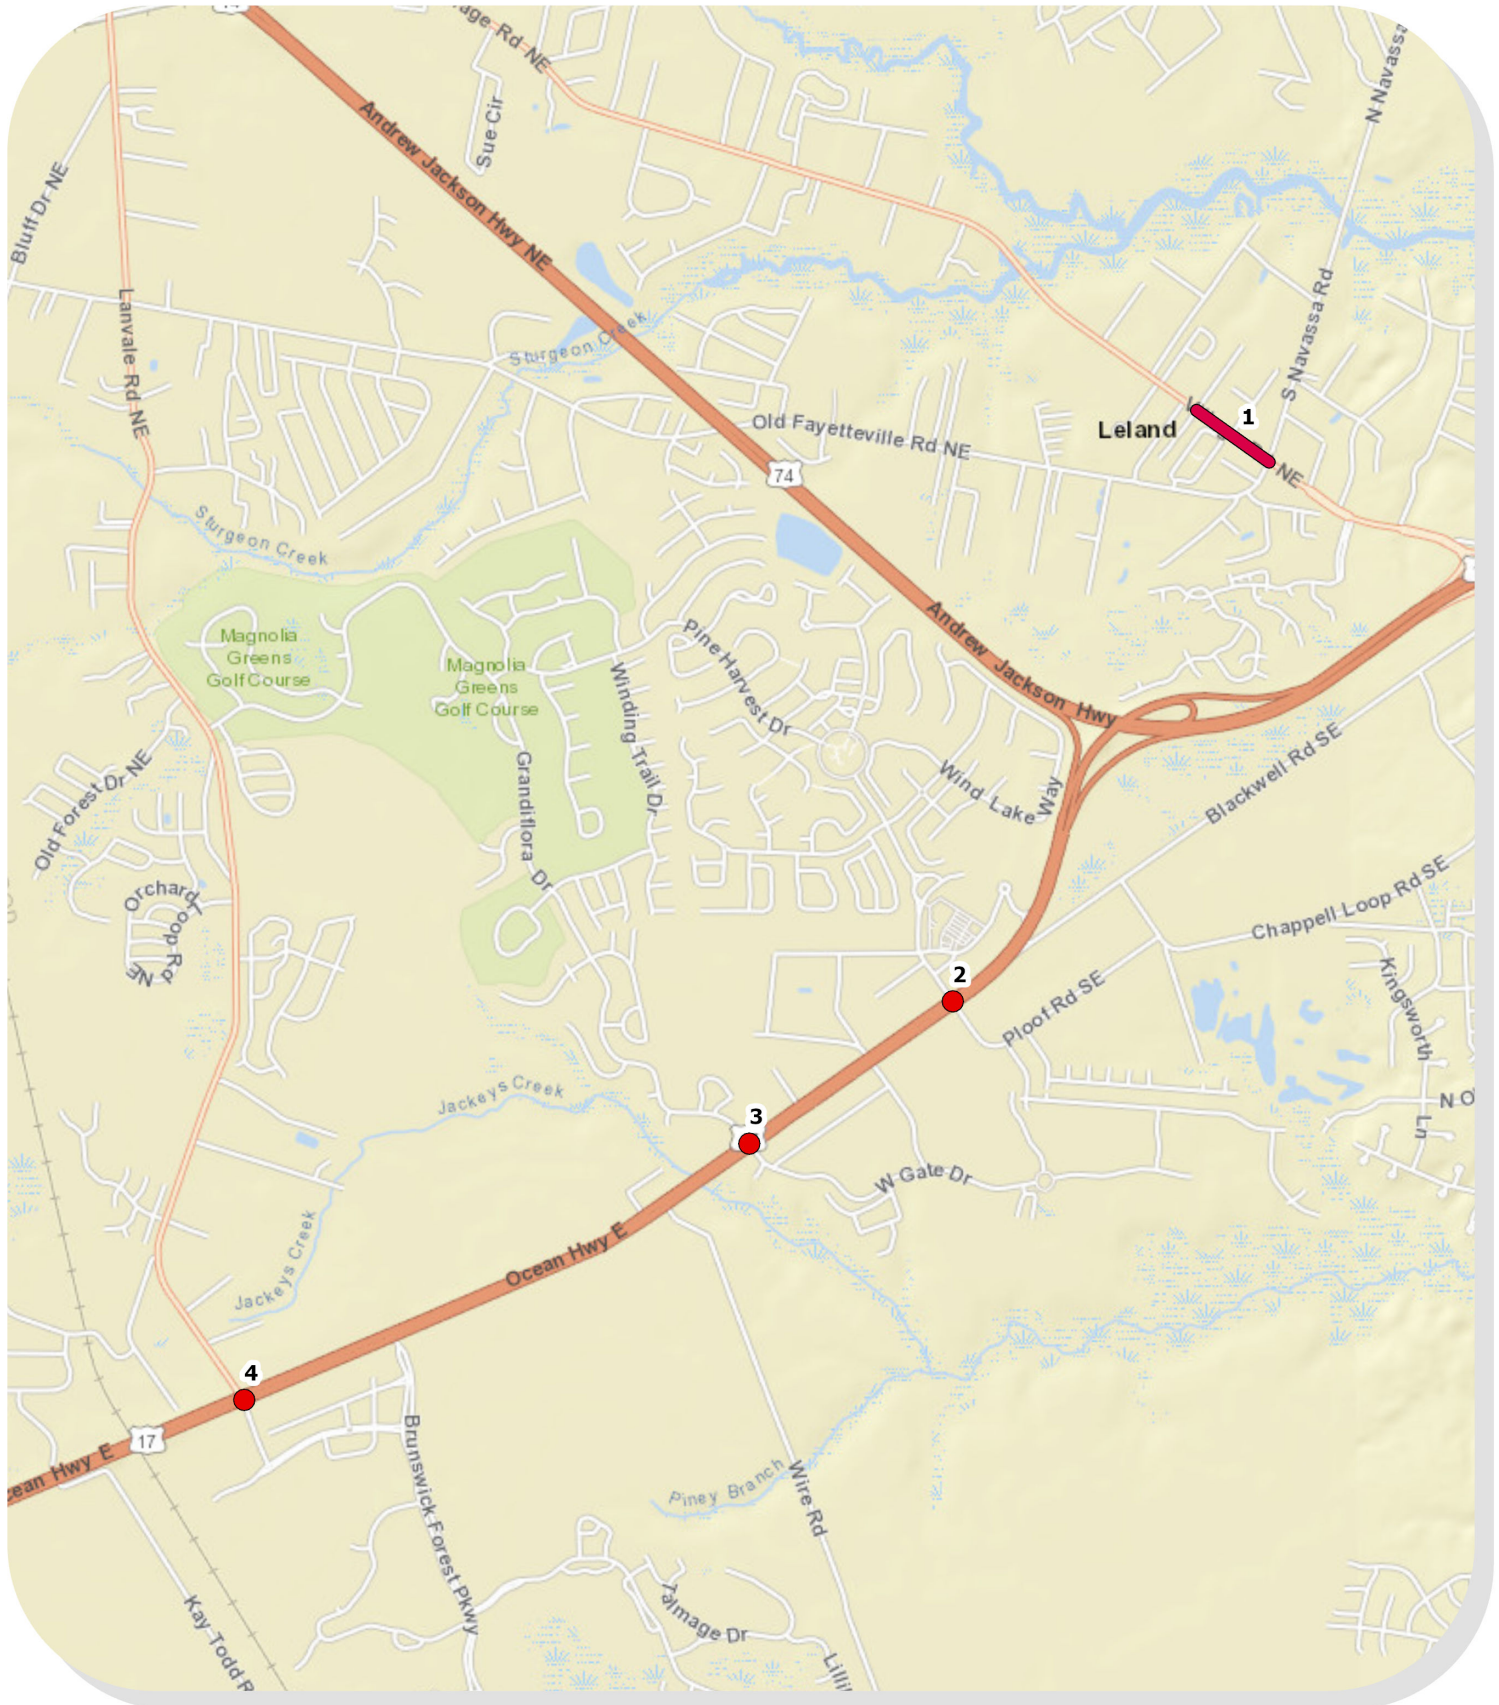 age Rd NE
N Navassa
Andrew Jackson Hwy NE
Sue Cir
Bluff Dr NE
S Navassa Rd
Lanvale Rd NE
Sturgeon Creek
Old Fayetteville Rd NE
Leland
1
NE
74
Sturgeon Creek
Andrew Jackson Hwy
Magnolia
Greens
Golf Course
Magnolia
Greens
Golf Course
Pine Harvest Dr
Winding Trail Dr
Grandiflora Dr
Wind Lake Way
Blackwell Rd SE
Old Forest Dr NE
Orchard Loop Rd NE
Chappell Loop Rd SE
Kingsworth Ln
2
Ploof Rd SE
Jackeys Creek
N O
3
W Gate Dr
Jackeys Creek
Ocean Hwy E
4
17
cean Hwy E
Brunswick Forest Pkwy
Piney Branch
Wire Rd
Kay Todd R
Talmage Dr
Lilli